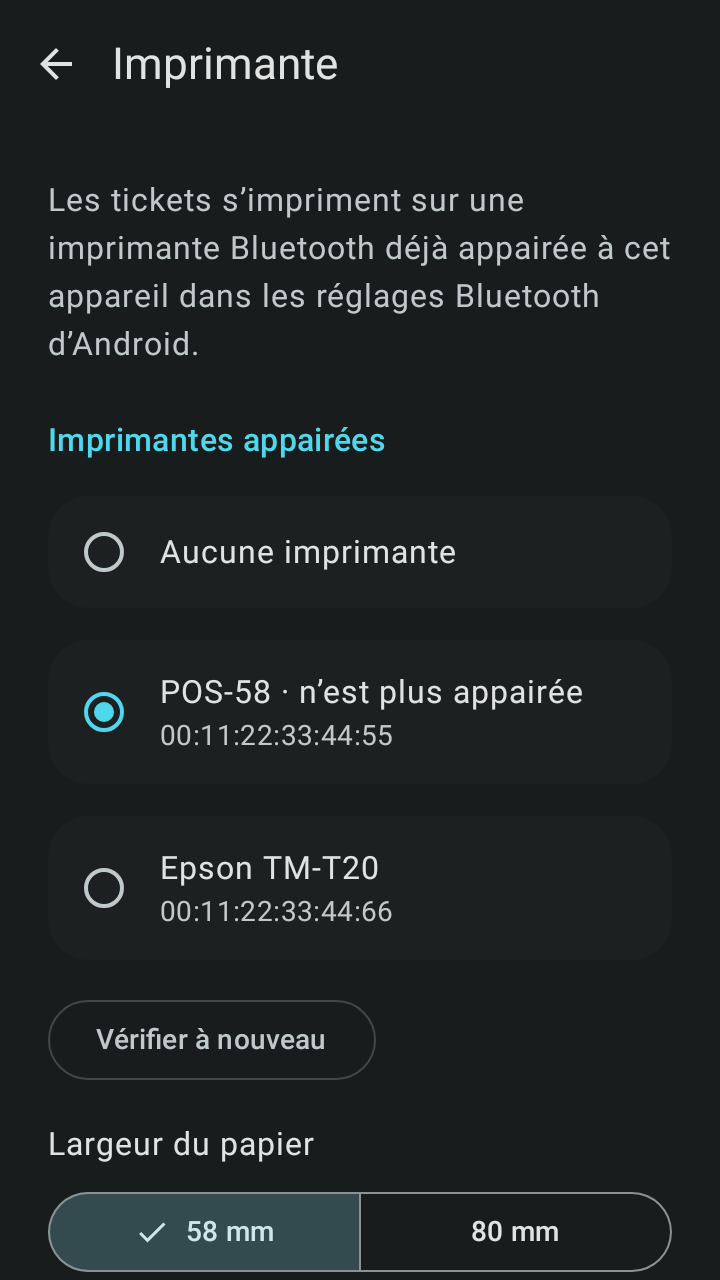 Imprimante
Les tickets s’impriment sur une
imprimante Bluetooth déjà appairée à cet
appareil dans les réglages Bluetooth
d’Android.
Imprimantes appairées
Aucune imprimante
POS-58 · n’est plus appairée
00:11:22:33:44:55
Epson TM-T20
00:11:22:33:44:66
Vérifier à nouveau
Largeur du papier
58 mm
80 mm